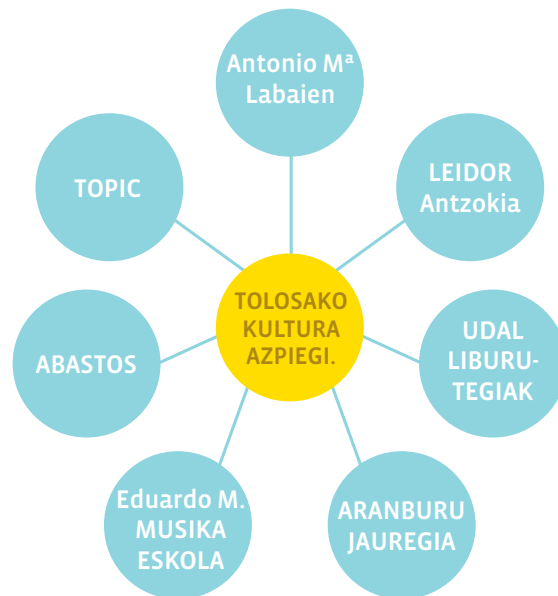 Antonio Mª
Labaien
LEIDOR
Antzokia
TOPIC
TOLOSAKO
KULTURA
AZPIEGI.
UDAL
LIBURU-
TEGIAK
ABASTOS
Eduardo M.
MUSIKA
ESKOLA
ARANBURU
JAUREGIA